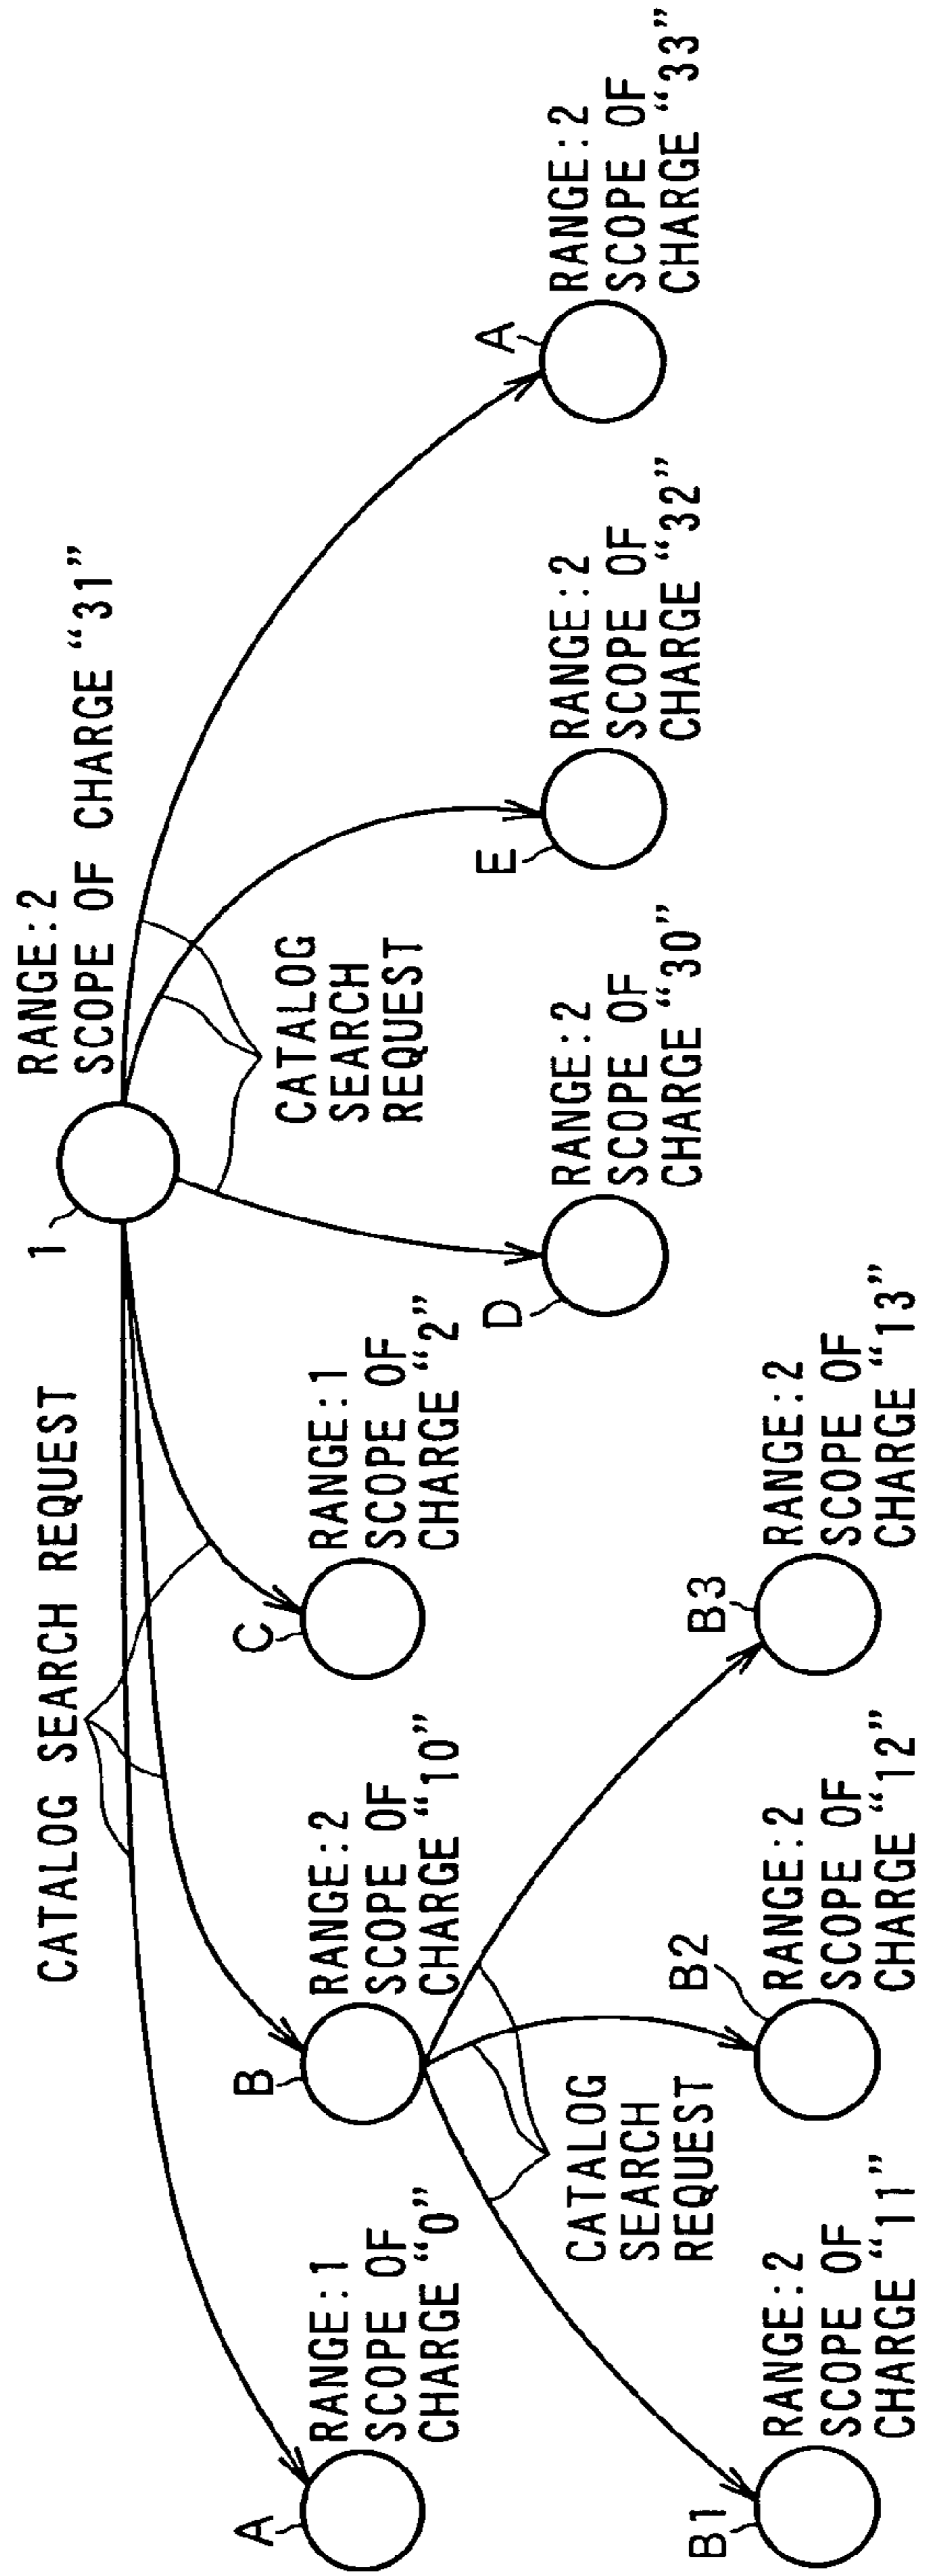 RANGE:2
SCOPE OF CHARGE “31”
1
CATALOG SEARCH REQUEST
CATALOG
SEARCH
REQUEST
A
RANGE:1
SCOPE OF
CHARGE “0”
B
RANGE:2
SCOPE OF
CHARGE “10”
C
RANGE:1
SCOPE OF
CHARGE “2”
D
RANGE:2
SCOPE OF
CHARGE “30”
E
RANGE:2
SCOPE OF
CHARGE “32”
A
RANGE:2
SCOPE OF
CHARGE “33”
CATALOG
SEARCH
REQUEST
B1
RANGE:2
SCOPE OF
CHARGE “11”
B2
RANGE:2
SCOPE OF
CHARGE “12”
B3
RANGE:2
SCOPE OF
CHARGE “13”